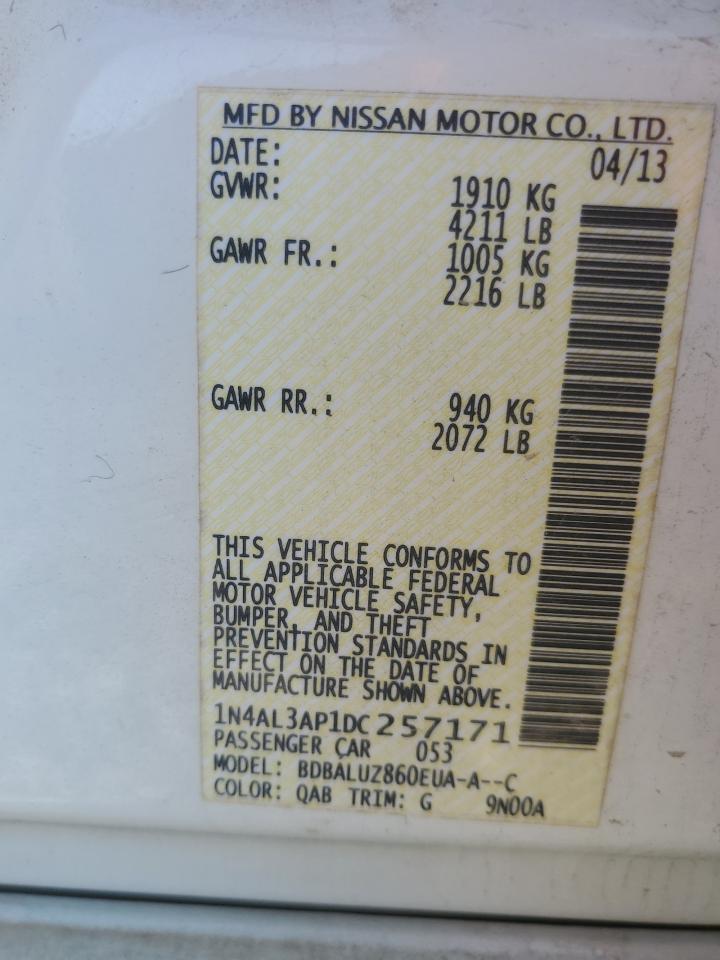 MFD BY NISSAN MOTOR CO., LTD.
DATE: 04/13
GVWR: 1910 KG
4211 LB
GAWR FR.: 1005 KG
2216 LB
GAWR RR.: 940 KG
2072 LB
THIS VEHICLE CONFORMS TO
ALL APPLICABLE FEDERAL
MOTOR VEHICLE SAFETY,
BUMPER, AND THEFT
PREVENTION STANDARDS IN
EFFECT ON THE DATE OF
MANUFACTURE SHOWN ABOVE.
1N4AL3AP1DC257171
PASSENGER CAR 053
MODEL: BDBALUZ860EUA-A--C
COLOR: QAB TRIM: G 9N00A